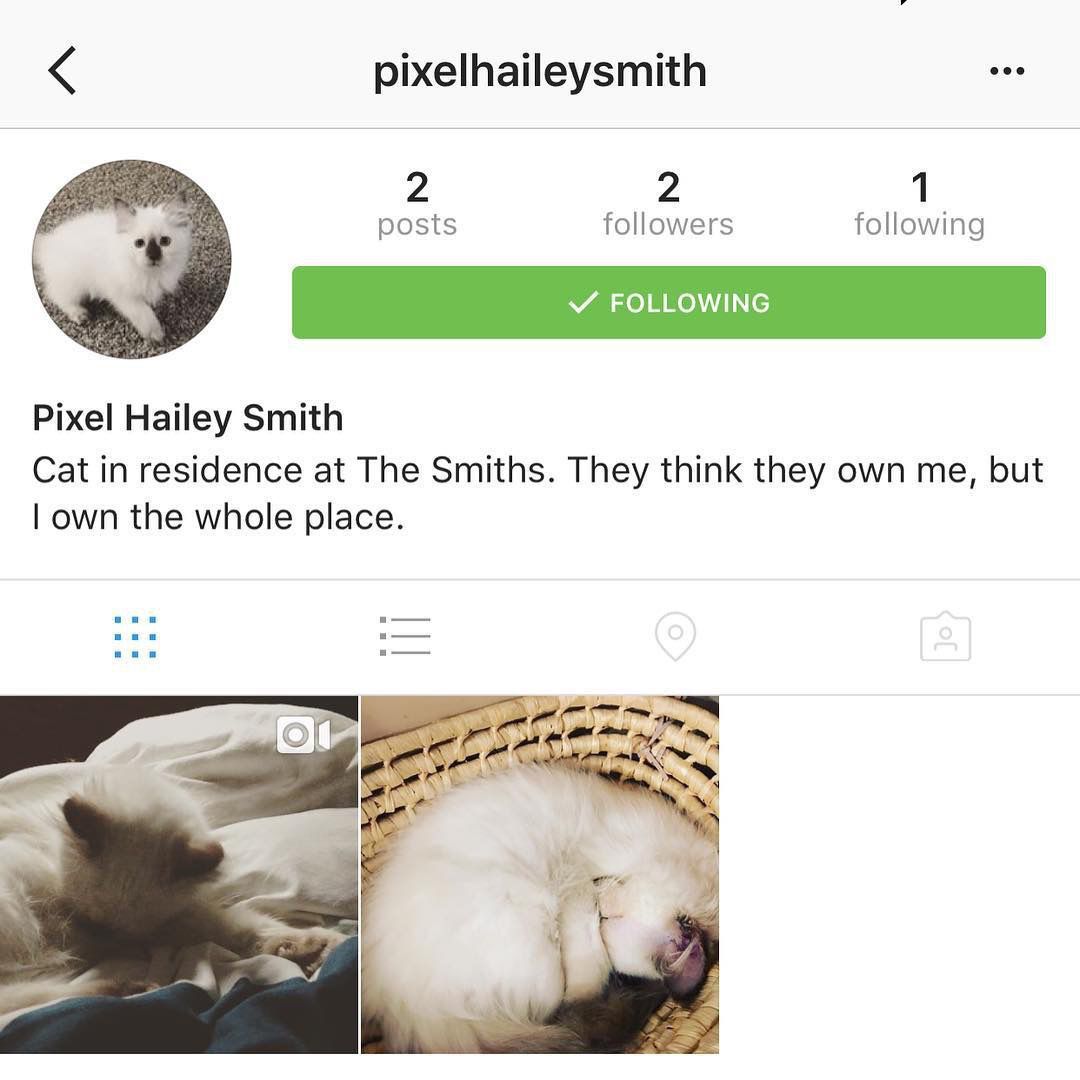 pixelhaileysmith
2 2 1
posts followers following
FOLLOWING
Pixel Hailey Smith
Cat in residence at The Smiths. They think they own me, but
I own the whole place.